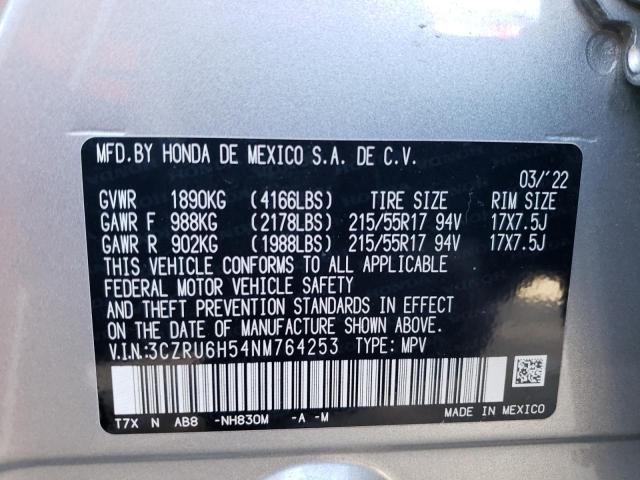 MFD.BY HONDA DE MEXICO S.A. DE C.V.
03/'22
GVWR 1890KG (4166LBS) TIRE SIZE RIM SIZE
GAWR F 988KG (2178LBS) 215/55R17 94V 17X7.5J
GAWR R 902KG (1988LBS) 215/55R17 94V 17X7.5J
THIS VEHICLE CONFORMS TO ALL APPLICABLE
FEDERAL MOTOR VEHICLE SAFETY
AND THEFT PREVENTION STANDARDS IN EFFECT
ON THE DATE OF MANUFACTURE SHOWN ABOVE.
V.I.N.:3CZRU6H54NM764253 TYPE: MPV
T7X N AB8 -NH830M -A -M
MADE IN MEXICO